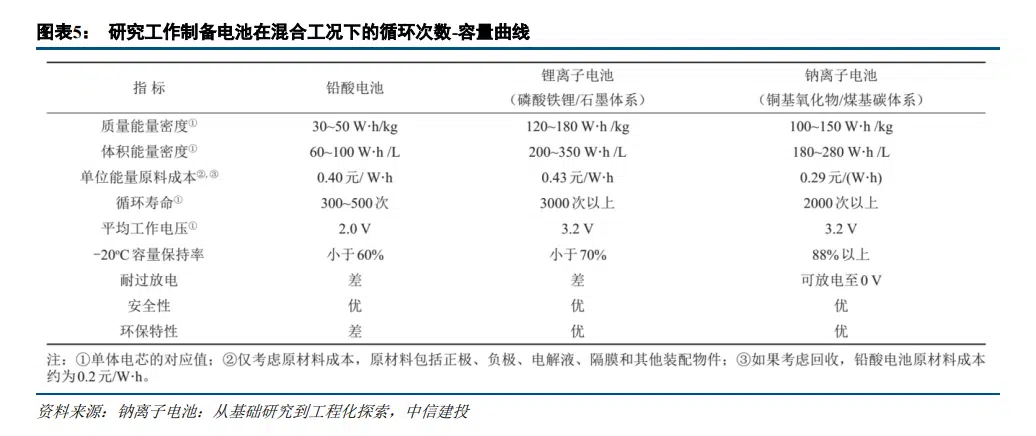 图表5： 研究工作制备电池在混合工况下的循环次数-容量曲线
指 标 铅酸电池 锂离子电池（磷酸铁锂/石墨体系） 钠离子电池（铜基氧化物/煤基碳体系）
质量能量密度① 30~50 W·h/kg 120~180 W·h /kg 100~150 W·h /kg
体积能量密度① 60~100 W·h /L 200~350 W·h /L 180~280 W·h /L
单位能量原料成本②,③ 0.40 元/ W·h 0.43 元/W·h 0.29 元/(W·h)
循环寿命① 300~500 次 3000 次以上 2000 次以上
平均工作电压① 2.0 V 3.2 V 3.2 V
−20°C 容量保持率 小于 60% 小于 70% 88% 以上
耐过放电 差 差 可放电至 0 V
安全性 优 优 优
环保特性 差 优 优
注：①单体电芯的对应值；②仅考虑原材料成本，原材料包括正极、负极、电解液、隔膜和其他装配物件；③如果考虑回收，铅酸电池原材料成本
约为 0.2 元/W·h。
资料来源：钠离子电池：从基础研究到工程化探索，中信建投